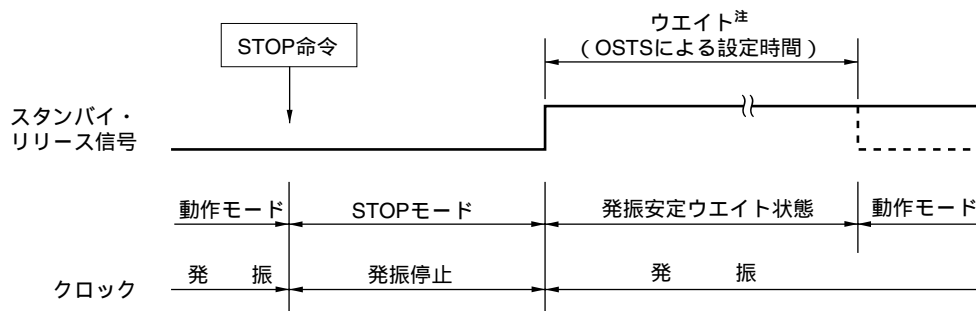 ウエイト注
STOP命令
（OSTSによる設定時間）
スタンバイ・
リリース信号
動作モード
STOPモード
発振安定ウエイト状態
動作モード
クロック
発　　振
発振停止
発　　振